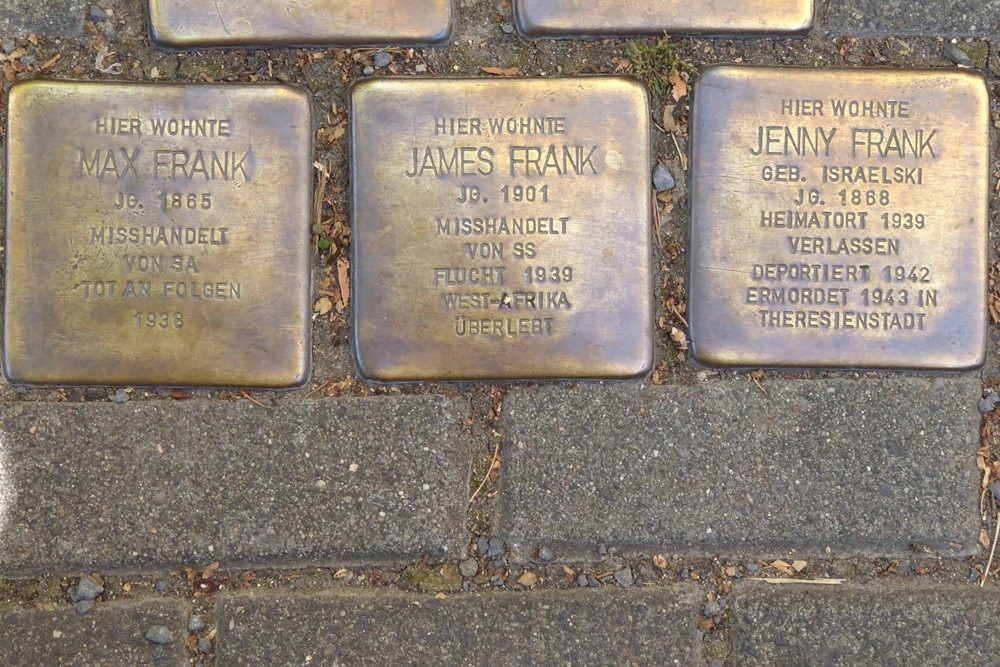 HIER WOHNTE
MAX FRANK
JG. 1865
MISSHANDELT
VON SA
TOT AN FOLGEN
1938
HIER WOHNTE
JAMES FRANK
JG. 1901
MISSHANDELT
VON SS
FLUCHT 1939
WEST-AFRIKA
ÜBERLEBT
HIER WOHNTE
JENNY FRANK
GEB. ISRAELSKI
JG. 1868
HEIMATORT 1939
VERLASSEN
DEPORTIERT 1942
ERMORDET 1943 IN
THERESIENSTADT